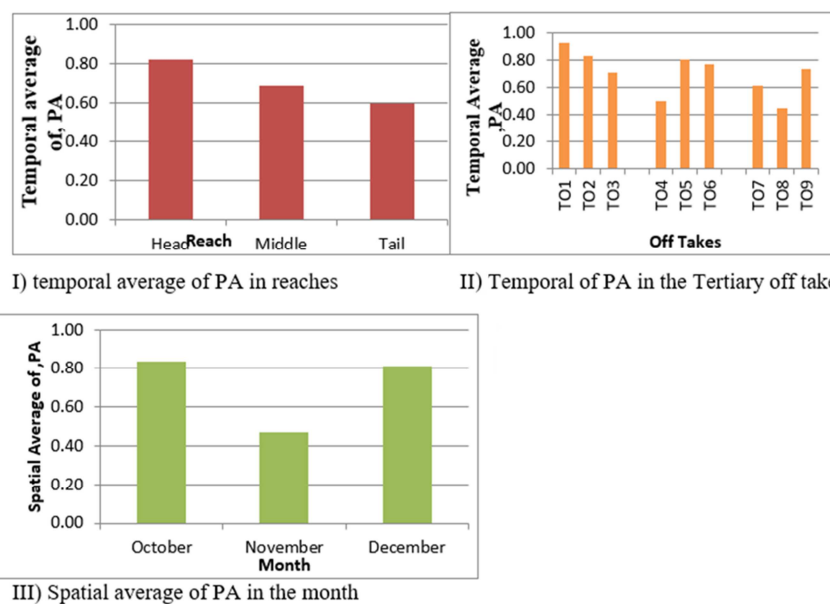 Temporal average
of, PA
1.00
0.80
0.60
0.40
0.20
0.00
Head Middle Tail
Reach
I) temporal average of PA in reaches
Temporal Average
,PA
1.00
0.80
0.60
0.40
0.20
0.00
TO1 TO2 TO3 TO4 TO5 TO6 TO7 TO8 TO9
Off Takes
II) Temporal of PA in the Tertiary off take
Spatial Average of ,PA
1.00
0.80
0.60
0.40
0.20
0.00
October November December
Month
III) Spatial average of PA in the month